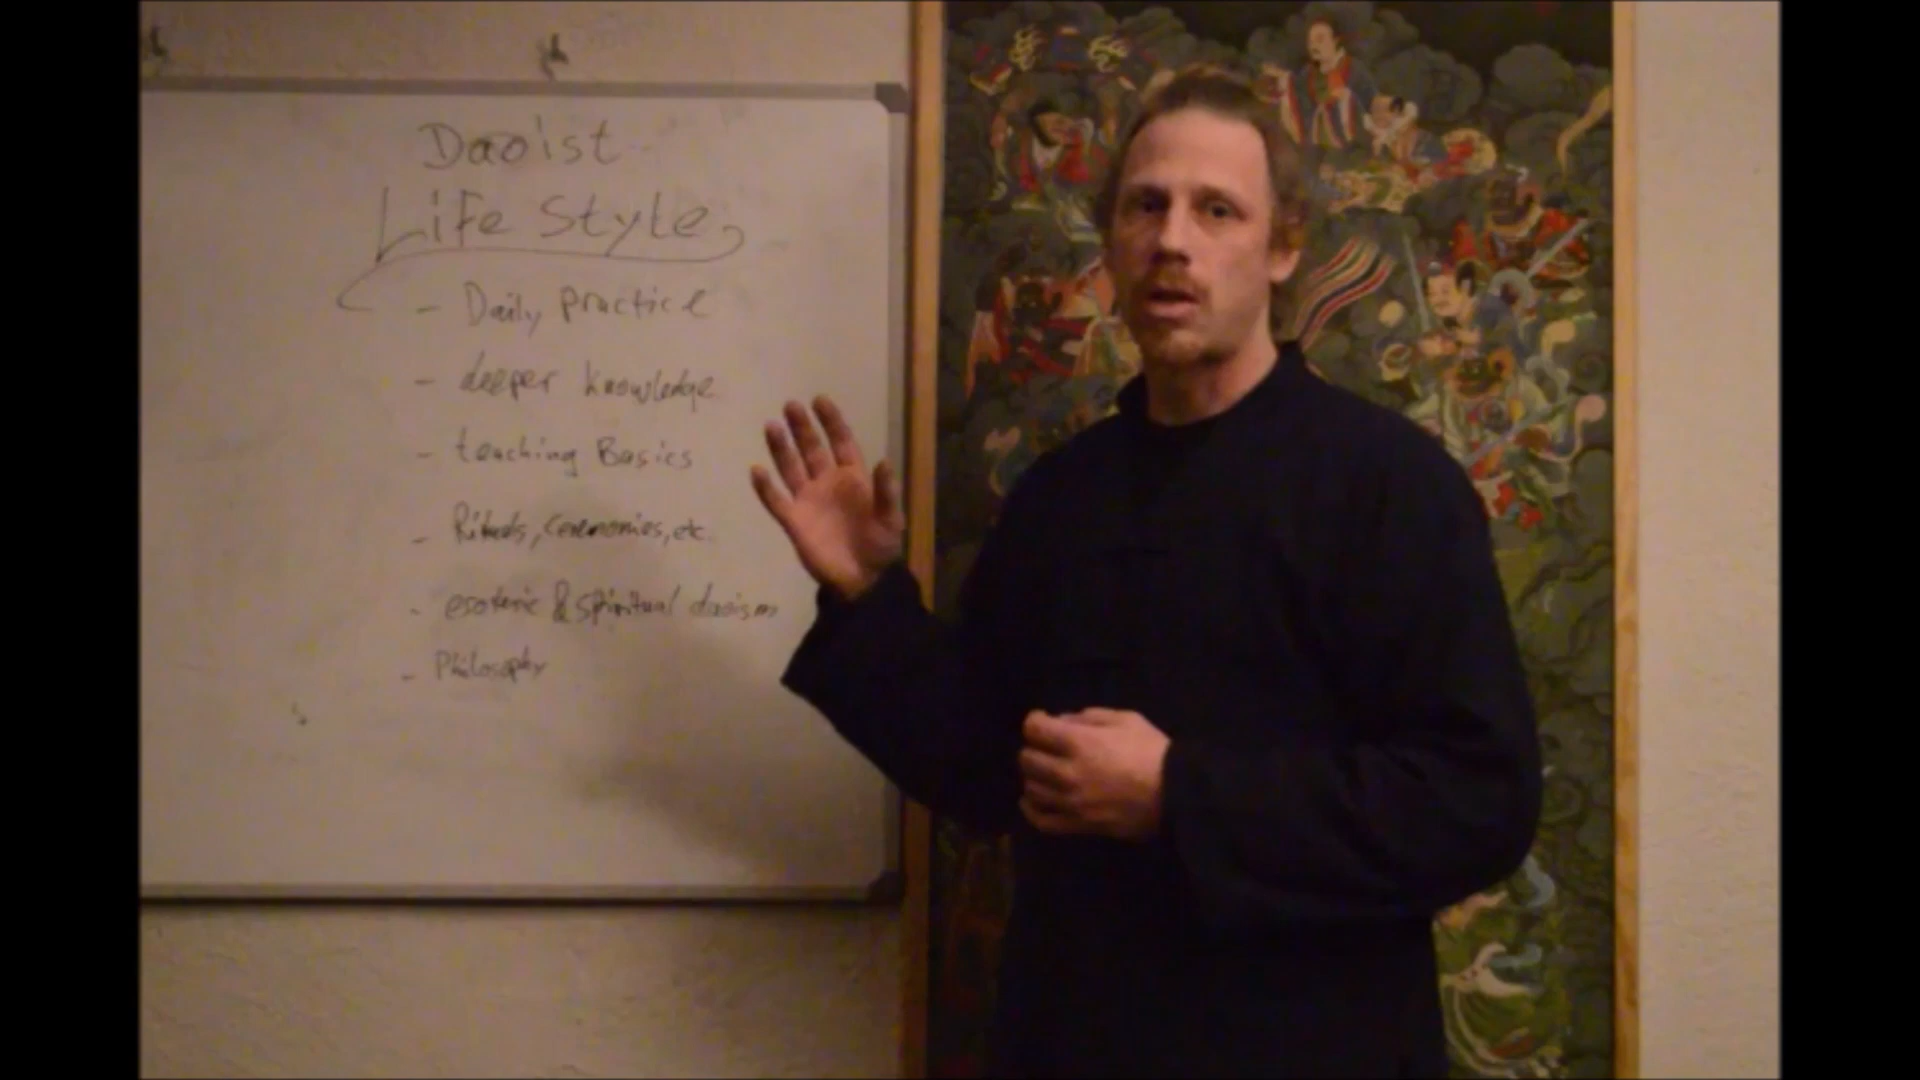 Daoist
Life Style
- Daily practice
- deeper knowledge
- teaching Basics
- Rituals, ceremonies, etc.
- esoteric & spiritual daoism
- Philosophy